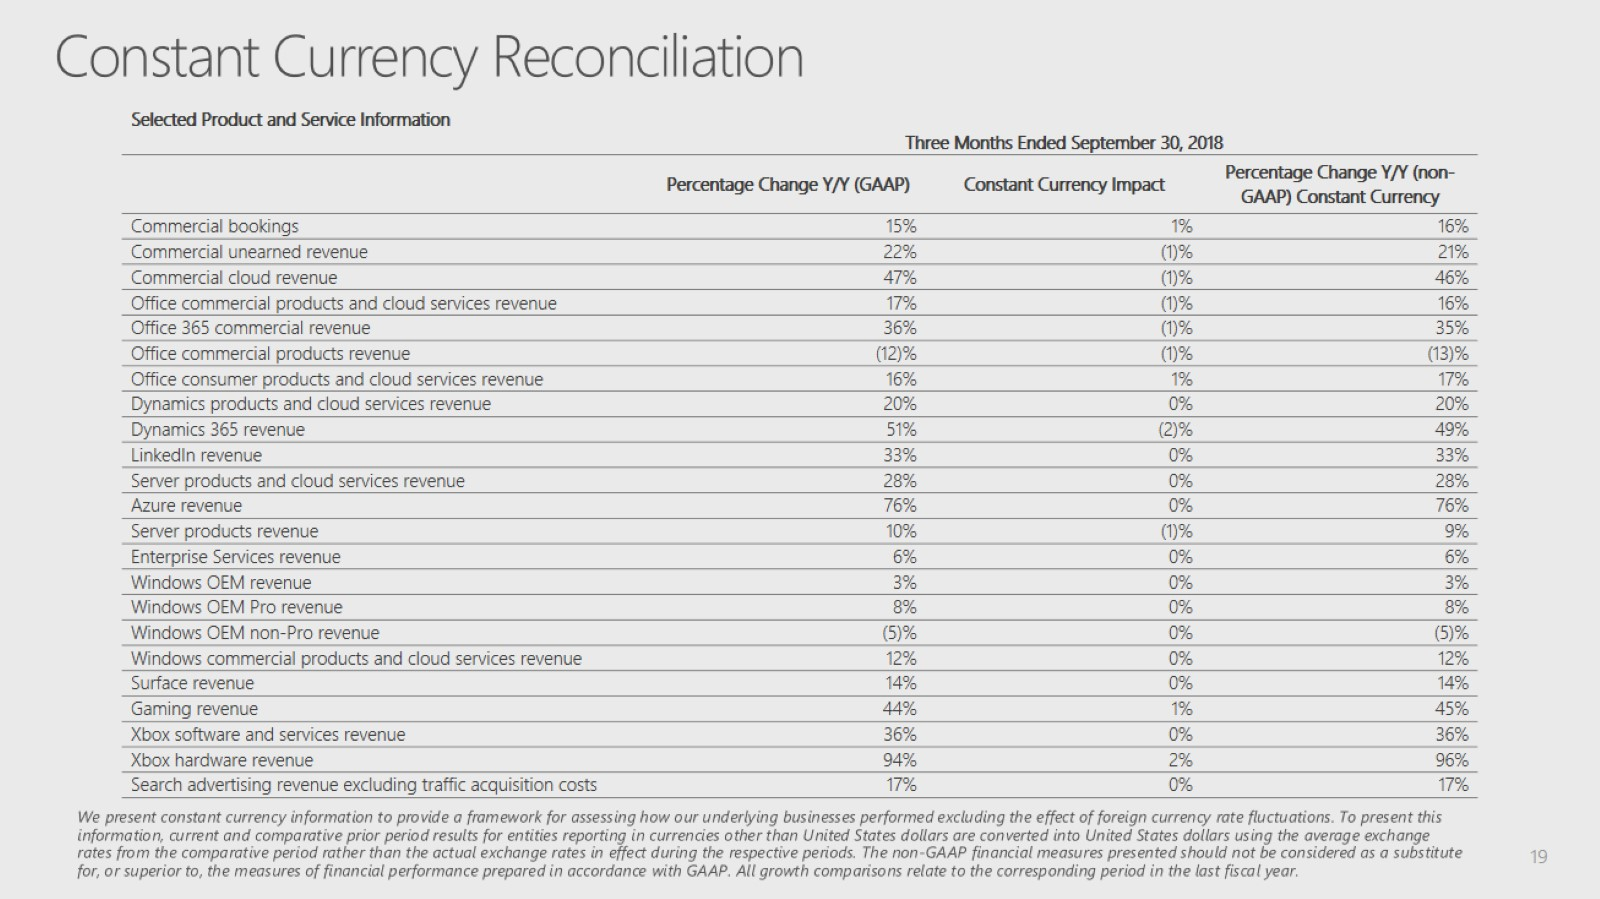 Constant Currency Reconciliation
Selected Product and Service Information
Three Months Ended September 30, 2018
Percentage Change Y/Y (GAAP) Constant Currency Impact Percentage Change Y/Y (non-
GAAP) Constant Currency
Commercial bookings 15% 1% 16%
Commercial unearned revenue 22% (1)% 21%
Commercial cloud revenue 47% (1)% 46%
Office commercial products and cloud services revenue 17% (1)% 16%
Office 365 commercial revenue 36% (1)% 35%
Office commercial products revenue (12)% (1)% (13)%
Office consumer products and cloud services revenue 16% 1% 17%
Dynamics products and cloud services revenue 20% 0% 20%
Dynamics 365 revenue 51% (2)% 49%
LinkedIn revenue 33% 0% 33%
Server products and cloud services revenue 28% 0% 28%
Azure revenue 76% 0% 76%
Server products revenue 10% (1)% 9%
Enterprise Services revenue 6% 0% 6%
Windows OEM revenue 3% 0% 3%
Windows OEM Pro revenue 8% 0% 8%
Windows OEM non-Pro revenue (5)% 0% (5)%
Windows commercial products and cloud services revenue 12% 0% 12%
Surface revenue 14% 0% 14%
Gaming revenue 44% 1% 45%
Xbox software and services revenue 36% 0% 36%
Xbox hardware revenue 94% 2% 96%
Search advertising revenue excluding traffic acquisition costs 17% 0% 17%
We present constant currency information to provide a framework for assessing how our underlying businesses performed excluding the effect of foreign currency rate fluctuations. To present this
information, current and comparative prior period results for entities reporting in currencies other than United States dollars are converted into United States dollars using the average exchange
rates from the comparative period rather than the actual exchange rates in effect during the respective periods. The non-GAAP financial measures presented should not be considered as a substitute
for, or superior to, the measures of financial performance prepared in accordance with GAAP. All growth comparisons relate to the corresponding period in the last fiscal year.
19